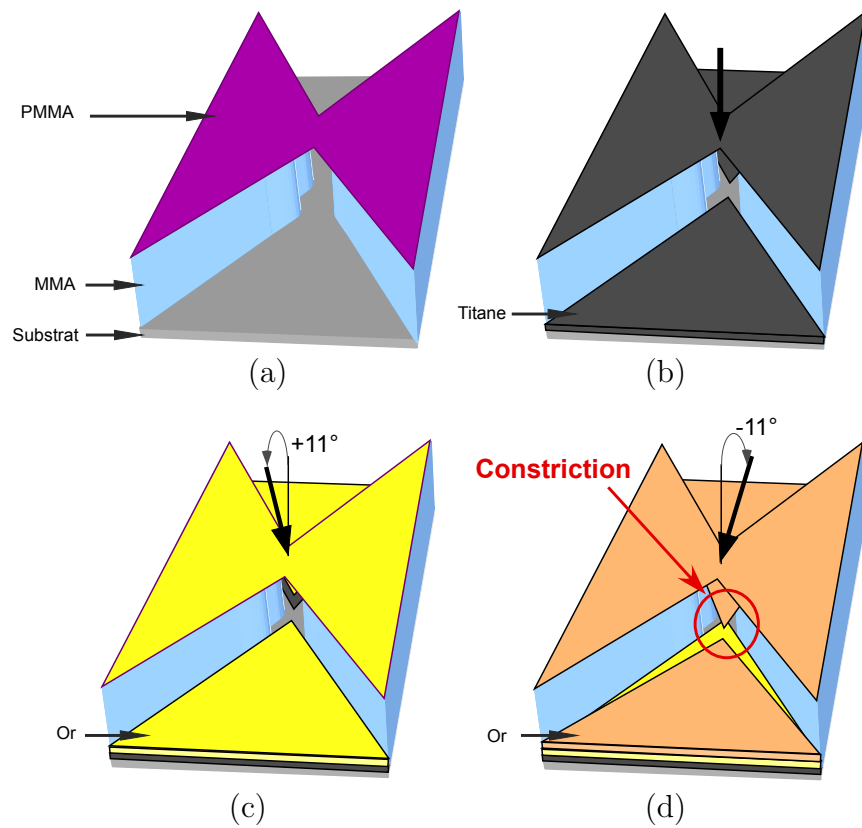 PMMA
MMA
Substrat
(a)
Titane
(b)
+11°
Or
(c)
-11°
Constriction
Or
(d)